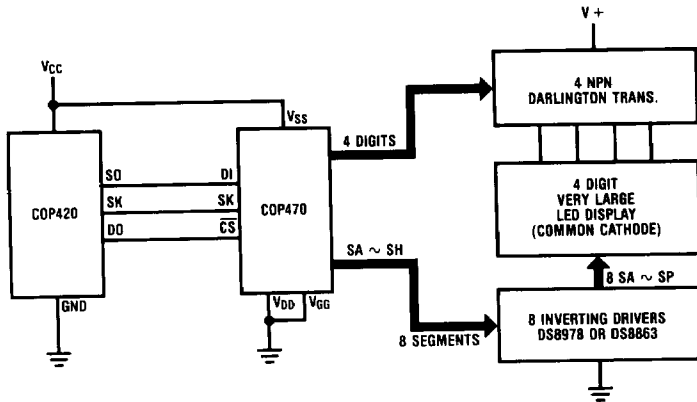 V+
4 NPN
DARLINGTON TRANS.
VCC
VSS
4 DIGITS
SO
DI
COP420
SK
SK
COP470
DO
CS
4 DIGIT
VERY LARGE
LED DISPLAY
(COMMON CATHODE)
SA ~ SH
8 SA ~ SP
GND
VDD
VGG
8 SEGMENTS
8 INVERTING DRIVERS
DS8978 OR DS8863